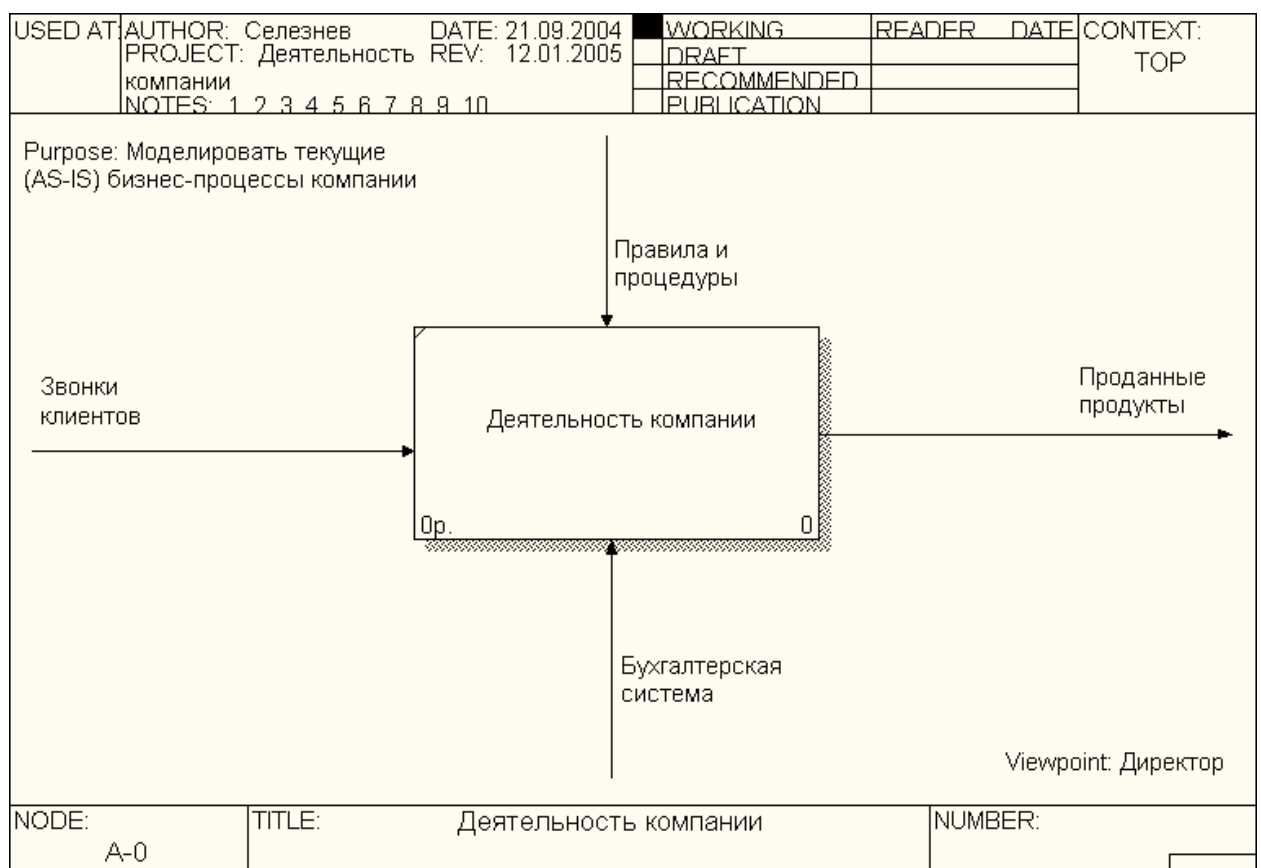 USED AT: AUTHOR: Селезнев DATE: 21.09.2004 WORKING READER DATE CONTEXT:
PROJECT: Деятельность REV: 12.01.2005 DRAFT TOP
компании RECOMMENDED
NOTES: 1 2 3 4 5 6 7 8 9 10 PUBLICATION
Purpose: Моделировать текущие
(AS-IS) бизнес-процессы компании
Правила и
процедуры
Звонки
клиентов
Деятельность компании
0р. 0
Проданные
продукты
Бухгалтерская
система
Viewpoint: Директор
NODE: TITLE: Деятельность компании NUMBER:
A-0